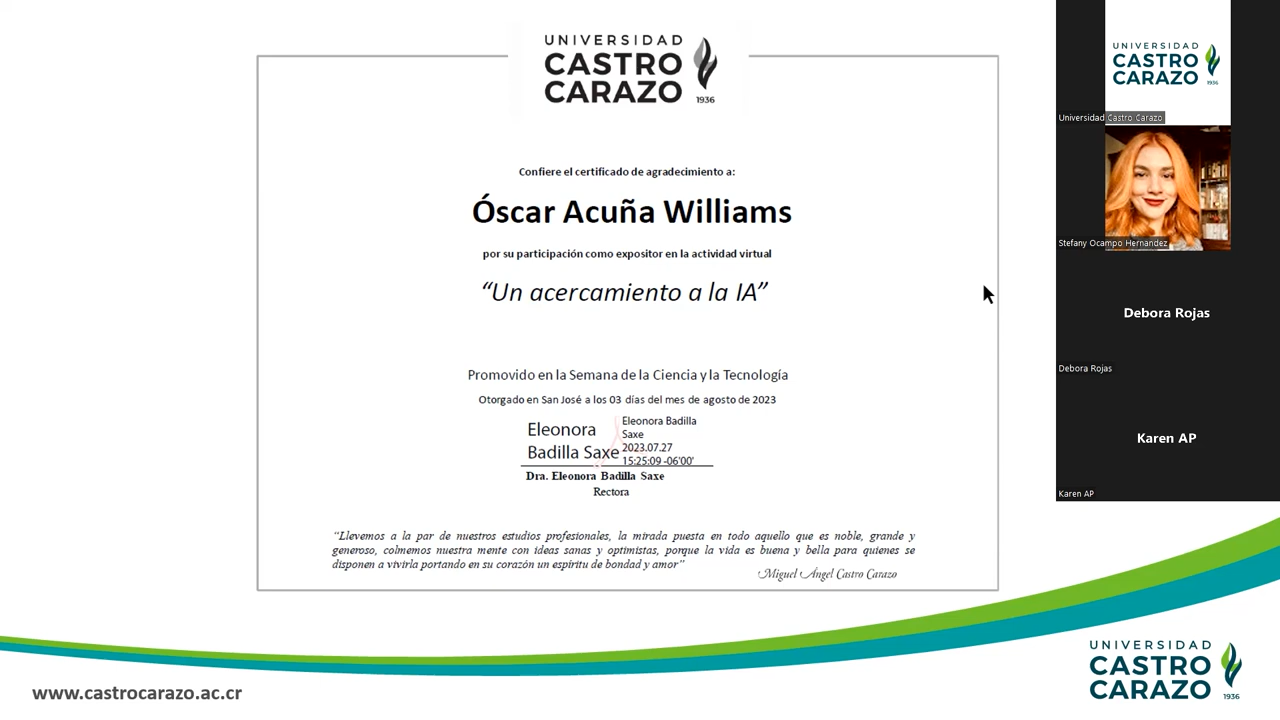 UNIVERSIDAD
CASTRO
CARAZO
1936
Confiere el certificado de agradecimiento a:
Óscar Acuña Williams
por su participación como expositor en la actividad virtual
“Un acercamiento a la IA”
Promovido en la Semana de la Ciencia y la Tecnología
Otorgado en San José a los 03 días del mes de agosto de 2023
Eleonora
Badilla Saxe
Eleonora Badilla
Saxe
2023.07.27
15:25:09 -06'00'
Dra. Eleonora Badilla Saxe
Rectora
“Llevemos a la par de nuestros estudios profesionales, la mirada puesta en todo aquello que es noble, grande y
generoso, colmemos nuestra mente con ideas sanas y optimistas, porque la vida es buena y bella para quienes se
disponen a vivirla portando en su corazón un espíritu de bondad y amor”
Miguel Ángel Castro Carazo
www.castrocarazo.ac.cr
UNIVERSIDAD
CASTRO
CARAZO
1936
UNIVERSIDAD
CASTRO
CARAZO
1936
Universidad Castro Carazo
Stefany Ocampo Hernandez
Debora Rojas
Debora Rojas
Karen AP
Karen AP